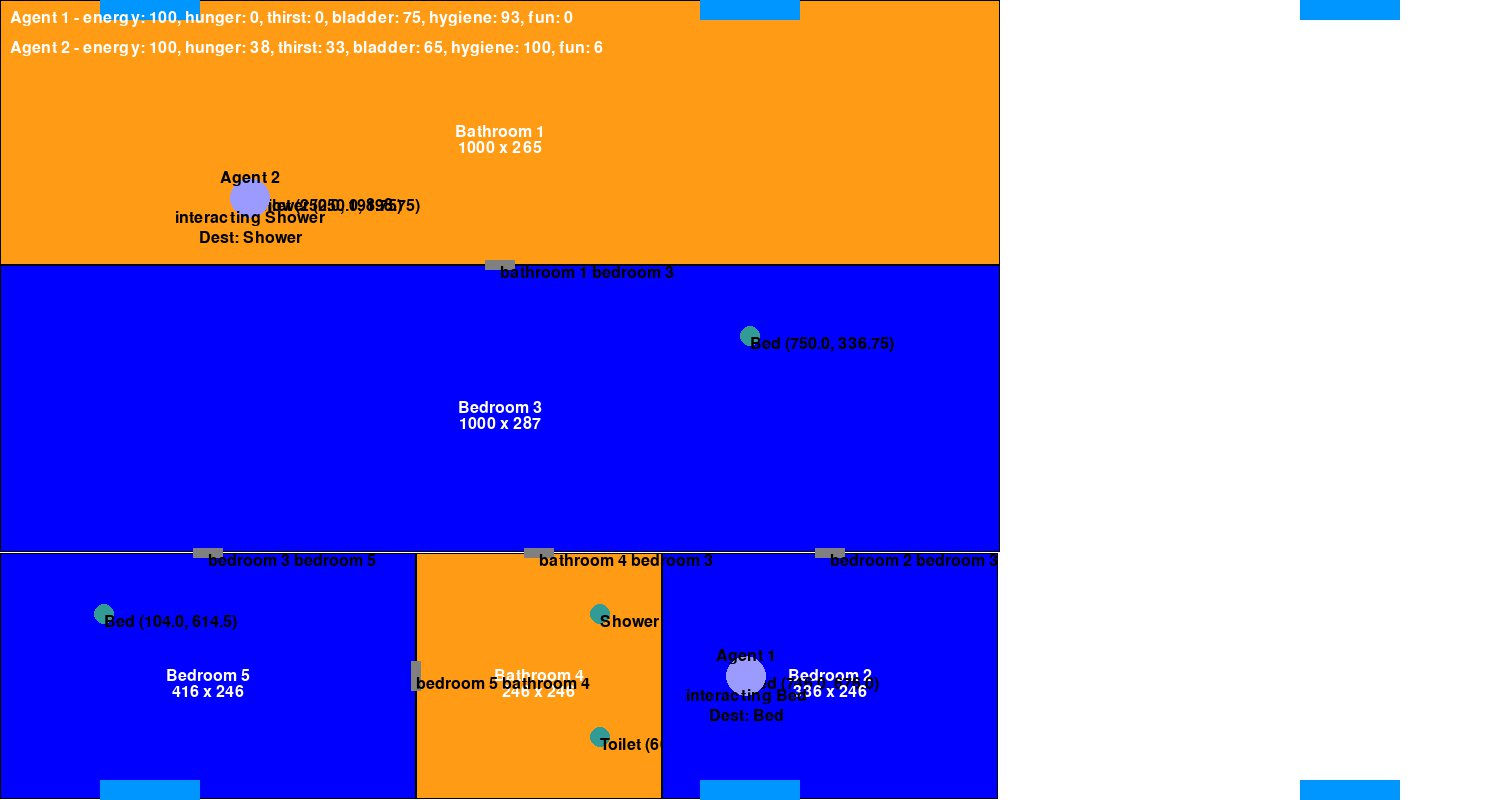 Agent 1 - energy: 100, hunger: 0, thirst: 0, bladder: 75, hygiene: 93, fun: 0
Agent 2 - energy: 100, hunger: 38, thirst: 33, bladder: 65, hygiene: 100, fun: 6
Bathroom 1
1000 x 265
Agent 2
interacting Shower
Dest: Shower
bathroom 1 bedroom 3
Bed (750.0, 336.75)
Bedroom 3
1000 x 287
bedroom 3 bedroom 5
bathroom 4 bedroom 3
bedroom 2 bedroom 3
Bed (104.0, 614.5)
Shower
Agent 1
Bedroom 5
416 x 246
Bathroom 4
246 x 246
bedroom 5 bathroom 4
Bedroom 2
336 x 246
interacting Bed
Dest: Bed
Toilet (60